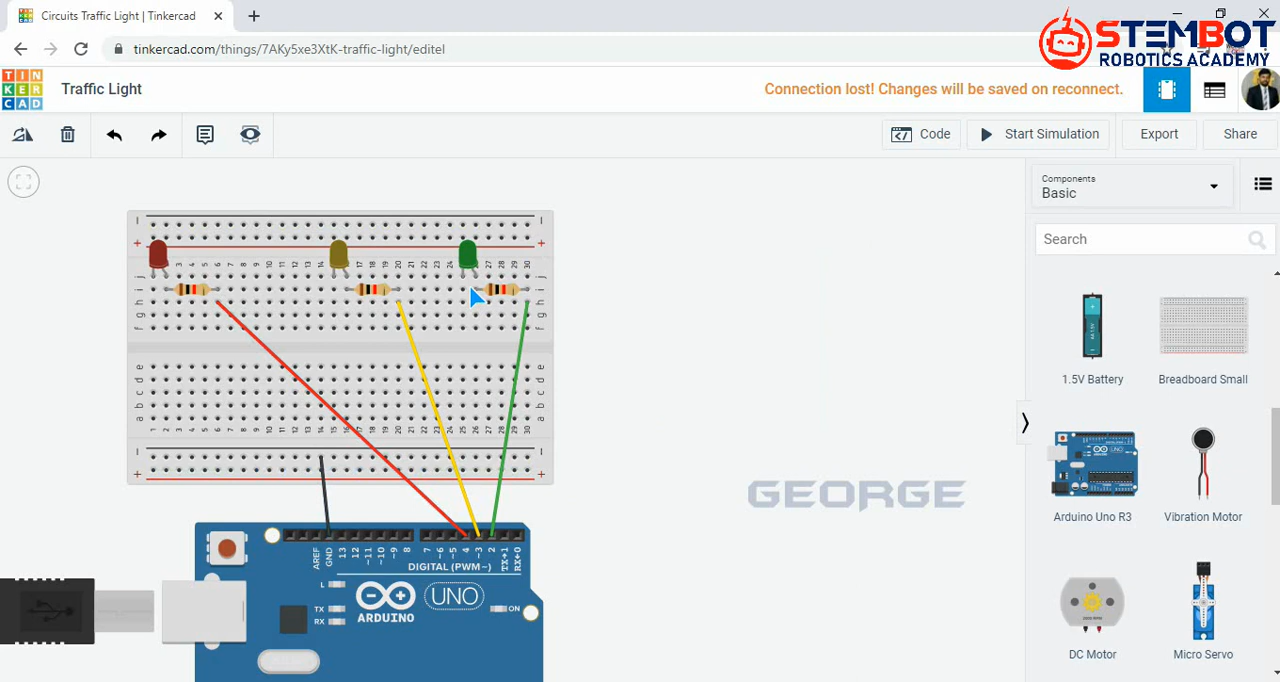 Circuits Traffic Light | Tinkercad
STEMBOT
ROBOTICS ACADEMY
tinkercad.com/things/7AKy5xe3XtK-traffic-light/editel
TIN
KER
CAD
Traffic Light
Connection lost! Changes will be saved on reconnect.
Code
Start Simulation
Export
Share
Components
Basic
Search
1.5V Battery
Breadboard Small
Arduino Uno R3
Vibration Motor
DC Motor
Micro Servo
GEORGE
AREF
GND
13
12
~11
~10
~9
8
7
~6
~5
4
~3
2
TX→1
RX←0
DIGITAL (PWM~)
L
TX
RX
UNO
ON
ARDUINO